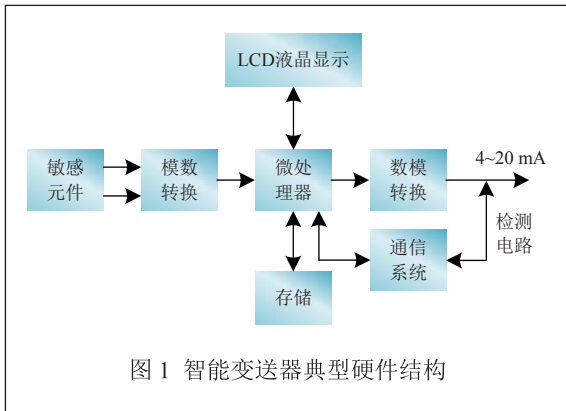 LCD液晶显示
敏感
元件
模数
转换
微处
理器
数模
转换
4~20 mA
检测
电路
通信
系统
存储
图 1 智能变送器典型硬件结构